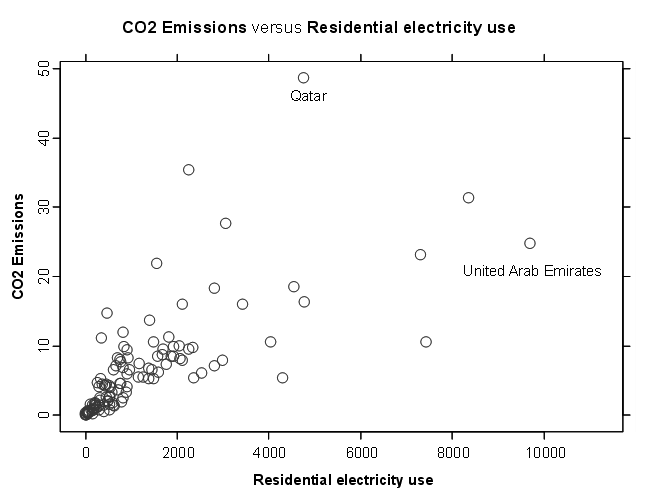 CO2 Emissions versus Residential electricity use
50
40
30
20
10
0
CO2 Emissions
Qatar
United Arab Emirates
0 2000 4000 6000 8000 10000
Residential electricity use